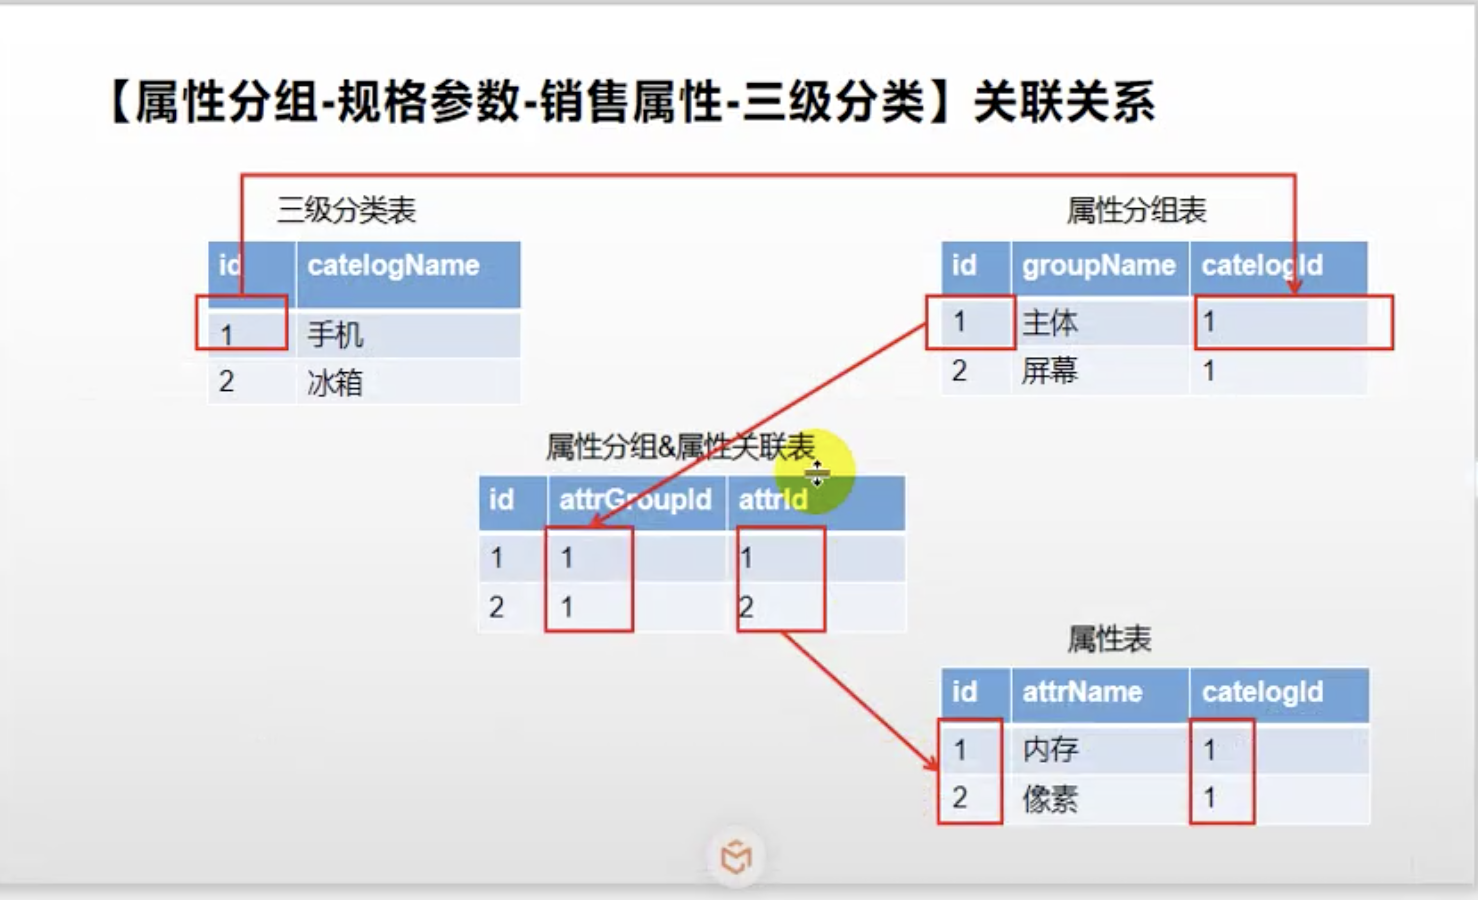 【属性分组-规格参数-销售属性-三级分类】关联关系
三级分类表
id catelogName
1 手机
2 冰箱
属性分组表
id groupName catelogId
1 主体 1
2 屏幕 1
属性分组&属性关联表
id attrGroupId attrId
1 1 1
2 1 2
属性表
id attrName catelogId
1 内存 1
2 像素 1